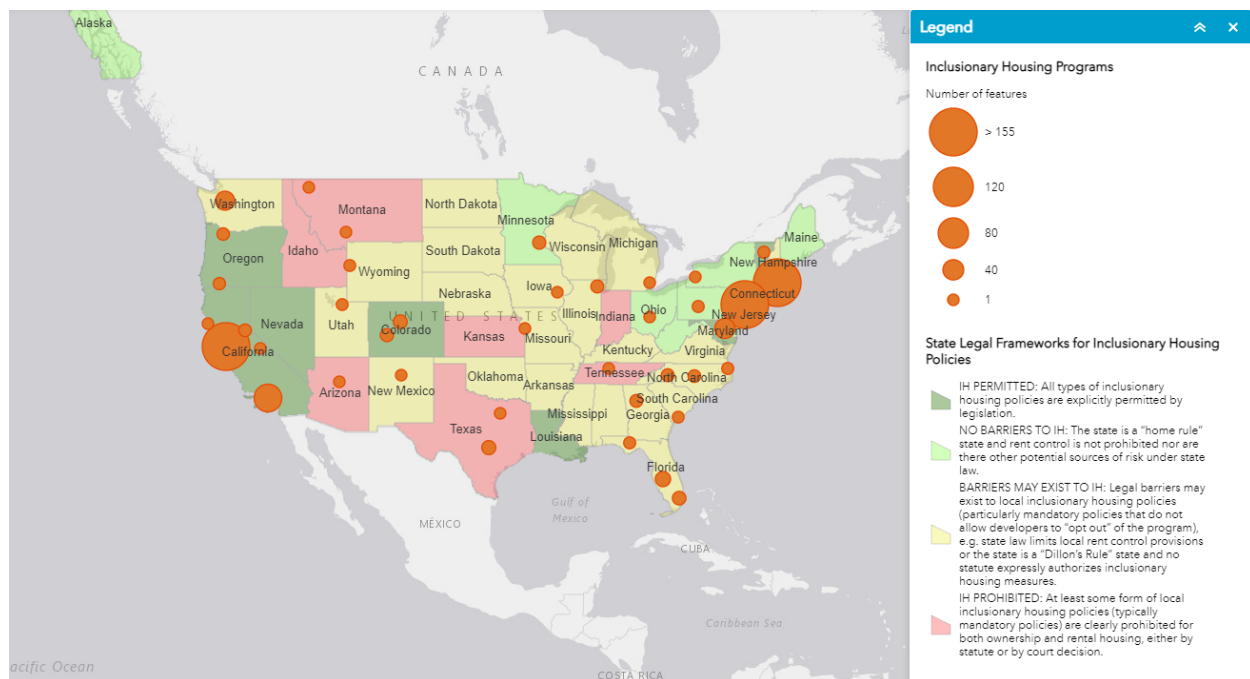 Alaska
CANADA
Washington
Montana
North Dakota
Minnesota
Maine
Oregon
Idaho
Wyoming
South Dakota
Wisconsin
Michigan
New Hampshire
Nevada
Utah
Colorado
Nebraska
Iowa
Illinois
Indiana
Ohio
Connecticut
New Jersey
Maryland
UNITED STATES
California
Kansas
Missouri
Kentucky
Virginia
Arizona
New Mexico
Oklahoma
Arkansas
Tennessee
North Carolina
South Carolina
Texas
Louisiana
Mississippi
Georgia
Florida
Gulf of
Mexico
MÉXICO
CUBA
Caribbean Sea
acific Ocean
COSTA RICA
Legend
Inclusionary Housing Programs
Number of features
> 155
120
80
40
1
State Legal Frameworks for Inclusionary Housing
Policies
IH PERMITTED: All types of inclusionary
housing policies are explicitly permitted by
legislation.
NO BARRIERS TO IH: The state is a “home rule”
state and rent control is not prohibited nor are
there other potential sources of risk under state
law.
BARRIERS MAY EXIST TO IH: Legal barriers may
exist to local inclusionary housing policies
(particularly mandatory policies that do not
allow developers to “opt out” of the program),
e.g. state law limits local rent control provisions
or the state is a “Dillon’s Rule” state and no
statute expressly authorizes inclusionary
housing measures.
IH PROHIBITED: At least some form of local
inclusionary housing policies (typically
mandatory policies) are clearly prohibited for
both ownership and rental housing, either by
statute or by court decision.